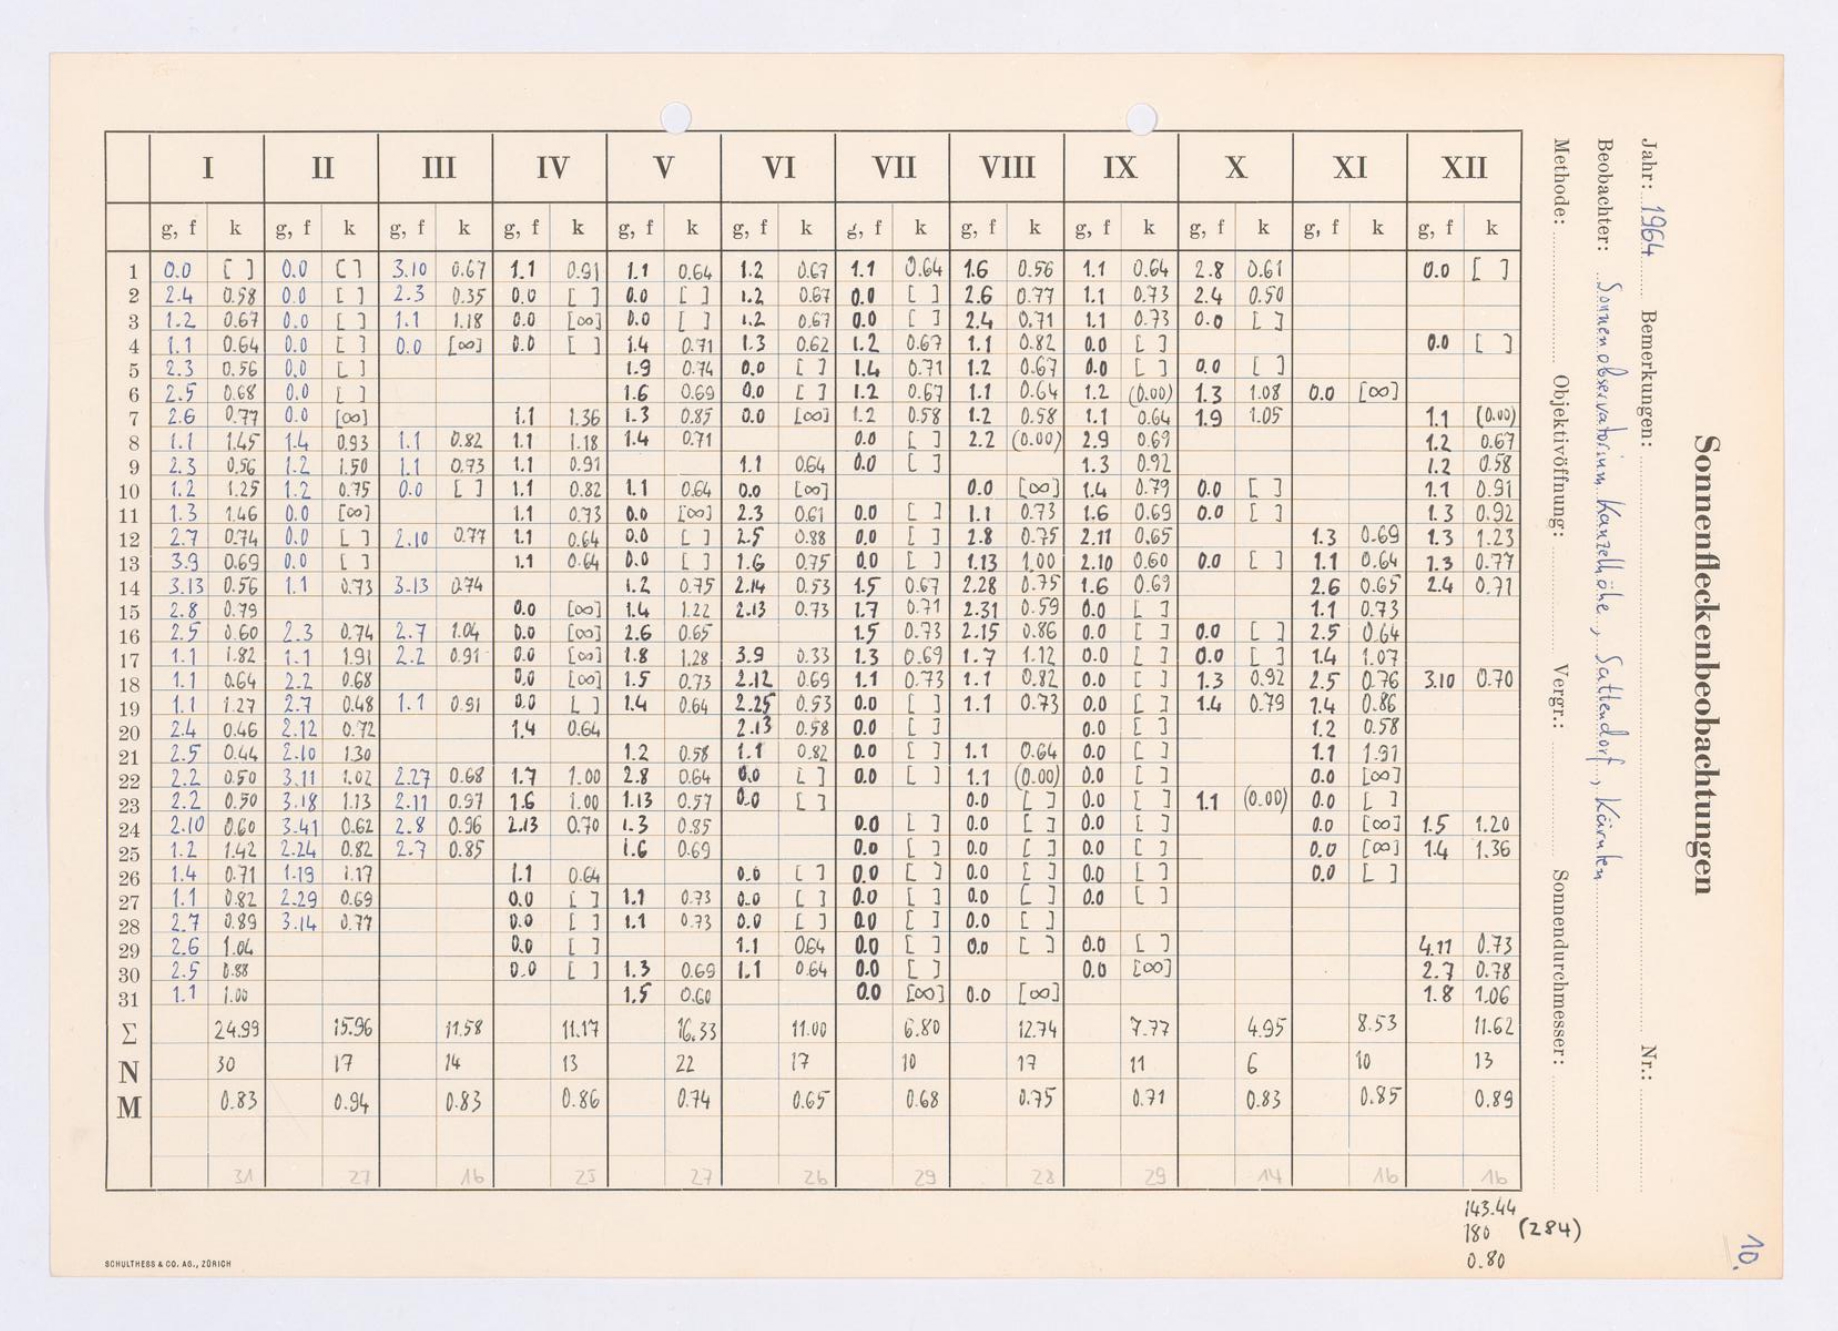 Sonnenfleckenbeobachtungen
Jahr: 1964 Bemerkungen: Nr.:
Beobachter: Sonnenobservatorium Kanzelhöhe, Sattendorf, Kärnten
Methode: Objektivöffnung: Vergr.: Sonnendurchmesser:
I II III IV V VI VII VIII IX X XI XII
g, f k g, f k g, f k g, f k g, f k g, f k g, f k g, f k g, f k g, f k g, f k g, f k
1 0.0 [ ] 0.0 [ ] 3.10 0.67 1.1 0.91 1.1 0.64 1.2 0.67 1.1 0.64 1.6 0.56 1.1 0.64 2.8 0.61 0.0 [ ]
2 2.4 0.58 0.0 [ ] 2.3 0.35 0.0 [ ] 0.0 [ ] 1.2 0.67 0.0 [ ] 2.6 0.77 1.1 0.73 2.4 0.50
3 1.2 0.67 0.0 [ ] 1.1 1.18 0.0 [∞] 0.0 [ ] 1.2 0.67 0.0 [ ] 2.4 0.71 1.1 0.73 0.0 [ ]
4 1.1 0.64 0.0 [ ] 0.0 [∞] 0.0 [ ] 1.4 0.71 1.3 0.62 1.2 0.67 1.1 0.82 0.0 [ ] 0.0 [ ]
5 2.3 0.56 0.0 [ ] 1.9 0.74 0.0 [ ] 1.4 0.71 1.2 0.67 0.0 [ ] 0.0 [ ]
6 2.5 0.68 0.0 [ ] 1.6 0.69 0.0 [ ] 1.2 0.67 1.1 0.64 1.2 (0.00) 1.3 1.08 0.0 [∞]
7 2.6 0.77 0.0 [∞] 1.1 1.36 1.3 0.85 0.0 [∞] 1.2 0.58 1.2 0.58 1.1 0.64 1.9 1.05 1.1 (0.00)
8 1.1 1.45 1.4 0.93 1.1 0.82 1.1 1.18 1.4 0.71 0.0 [ ] 2.2 (0.00) 2.9 0.69 1.2 0.67
9 2.3 0.56 1.2 1.50 1.1 0.73 1.1 0.91 1.1 0.64 0.0 [ ] 1.3 0.92 1.2 0.58
10 1.2 1.25 1.2 0.75 0.0 [ ] 1.1 0.82 1.1 0.64 0.0 [∞] 0.0 [∞] 1.4 0.79 0.0 [ ] 1.1 0.91
11 1.3 1.46 0.0 [∞] 1.1 0.73 0.0 [∞] 2.3 0.61 0.0 [ ] 1.1 0.73 1.6 0.69 0.0 [ ] 1.3 0.92
12 2.7 0.74 0.0 [ ] 2.10 0.77 1.1 0.64 0.0 [ ] 2.5 0.88 0.0 [ ] 2.8 0.75 2.11 0.65 1.3 0.69 1.3 1.23
13 3.9 0.69 0.0 [ ] 1.1 0.64 0.0 [ ] 1.6 0.75 0.0 [ ] 1.13 1.00 2.10 0.60 0.0 [ ] 1.1 0.64 1.3 0.77
14 3.13 0.56 1.1 0.73 3.13 0.74 1.2 0.75 2.14 0.53 1.5 0.67 2.28 0.75 1.6 0.69 2.6 0.65 2.4 0.71
15 2.8 0.79 0.0 [∞] 1.4 1.22 2.13 0.73 1.7 0.71 2.31 0.59 0.0 [ ] 1.1 0.73
16 2.5 0.60 2.3 0.74 2.7 1.04 0.0 [∞] 2.6 0.65 1.5 0.73 2.15 0.86 0.0 [ ] 0.0 [ ] 2.5 0.64
17 1.1 1.82 1.1 1.91 2.2 0.91 0.0 [∞] 1.8 1.28 3.9 0.33 1.3 0.69 1.7 1.12 0.0 [ ] 0.0 [ ] 1.4 1.07
18 1.1 0.64 2.2 0.68 0.0 [∞] 1.5 0.73 2.12 0.69 1.1 0.73 1.1 0.82 0.0 [ ] 1.3 0.92 2.5 0.76 3.10 0.70
19 1.1 1.27 2.7 0.48 1.1 0.91 0.0 [ ] 1.4 0.64 2.25 0.53 0.0 [ ] 1.1 0.73 0.0 [ ] 1.4 0.79 1.4 0.86
20 2.4 0.46 2.12 0.72 1.4 0.64 2.13 0.58 0.0 [ ] 0.0 [ ] 1.2 0.58
21 2.5 0.44 2.10 1.30 1.2 0.58 1.1 0.82 0.0 [ ] 1.1 0.64 0.0 [ ] 1.1 1.91
22 2.2 0.50 3.11 1.02 2.27 0.68 1.7 1.00 2.8 0.64 0.0 [ ] 0.0 [ ] 1.1 (0.00) 0.0 [ ] 0.0 [∞]
23 2.2 0.50 3.18 1.13 2.11 0.97 1.6 1.00 1.13 0.57 0.0 [ ] 0.0 [ ] 0.0 [ ] 1.1 (0.00) 0.0 [ ]
24 2.10 0.60 3.41 0.62 2.8 0.96 2.13 0.70 1.3 0.85 0.0 [ ] 0.0 [ ] 0.0 [ ] 0.0 [∞] 1.5 1.20
25 1.2 1.42 2.24 0.82 2.7 0.85 1.6 0.69 0.0 [ ] 0.0 [ ] 0.0 [ ] 0.0 [∞] 1.4 1.36
26 1.4 0.71 1.19 1.17 1.1 0.64 0.0 [ ] 0.0 [ ] 0.0 [ ] 0.0 [ ] 0.0 [ ]
27 1.1 0.82 2.29 0.69 0.0 [ ] 1.1 0.73 0.0 [ ] 0.0 [ ] 0.0 [ ] 0.0 [ ]
28 2.7 0.89 3.14 0.77 0.0 [ ] 1.1 0.73 0.0 [ ] 0.0 [ ] 0.0 [ ]
29 2.6 1.04 0.0 [ ] 1.1 0.64 0.0 [ ] 0.0 [ ] 0.0 [ ] 4.11 0.73
30 2.5 0.88 0.0 [ ] 1.3 0.69 1.1 0.64 0.0 [ ] 0.0 [∞] 2.7 0.78
31 1.1 1.00 1.5 0.60 0.0 [∞] 0.0 [∞] 1.8 1.06
Σ 24.99 15.96 11.58 11.17 16.33 11.00 6.80 12.74 7.77 4.95 8.53 11.62
N 30 17 14 13 22 17 10 17 11 6 10 13
M 0.83 0.94 0.83 0.86 0.74 0.65 0.68 0.75 0.71 0.83 0.85 0.89
31 27 16 25 27 26 29 28 29 14 16 16
143.44
180 (284)
0.80
10.
SCHULTHESS & CO. AG., ZÜRICH